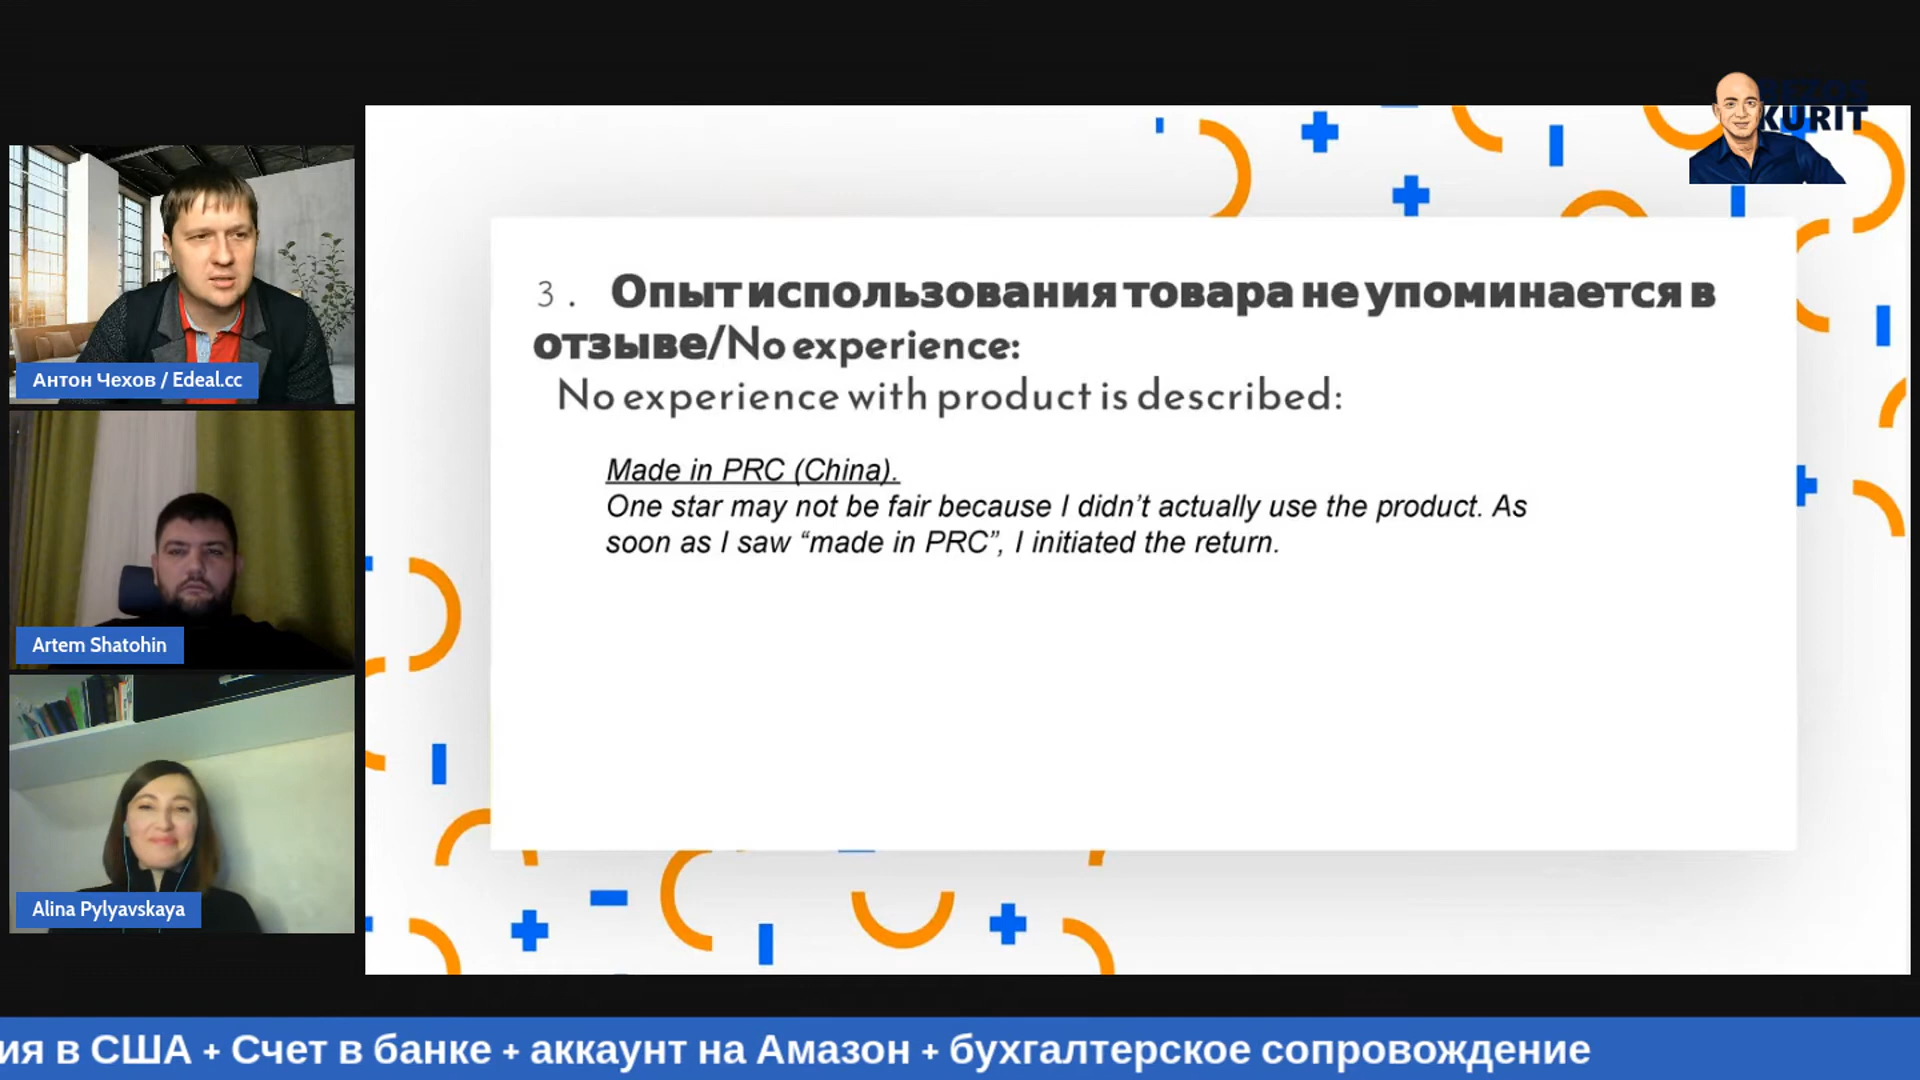 BEZOS
KURIT
3. Опыт использования товара не упоминается в
отзыве/No experience:
No experience with product is described:
Made in PRC (China).
One star may not be fair because I didn’t actually use the product. As
soon as I saw “made in PRC”, I initiated the return.
Антон Чехов / Edeal.cc
Artem Shatohin
Alina Pylyavskaya
ия в США + Счет в банке + аккаунт на Амазон + бухгалтерское сопровождение